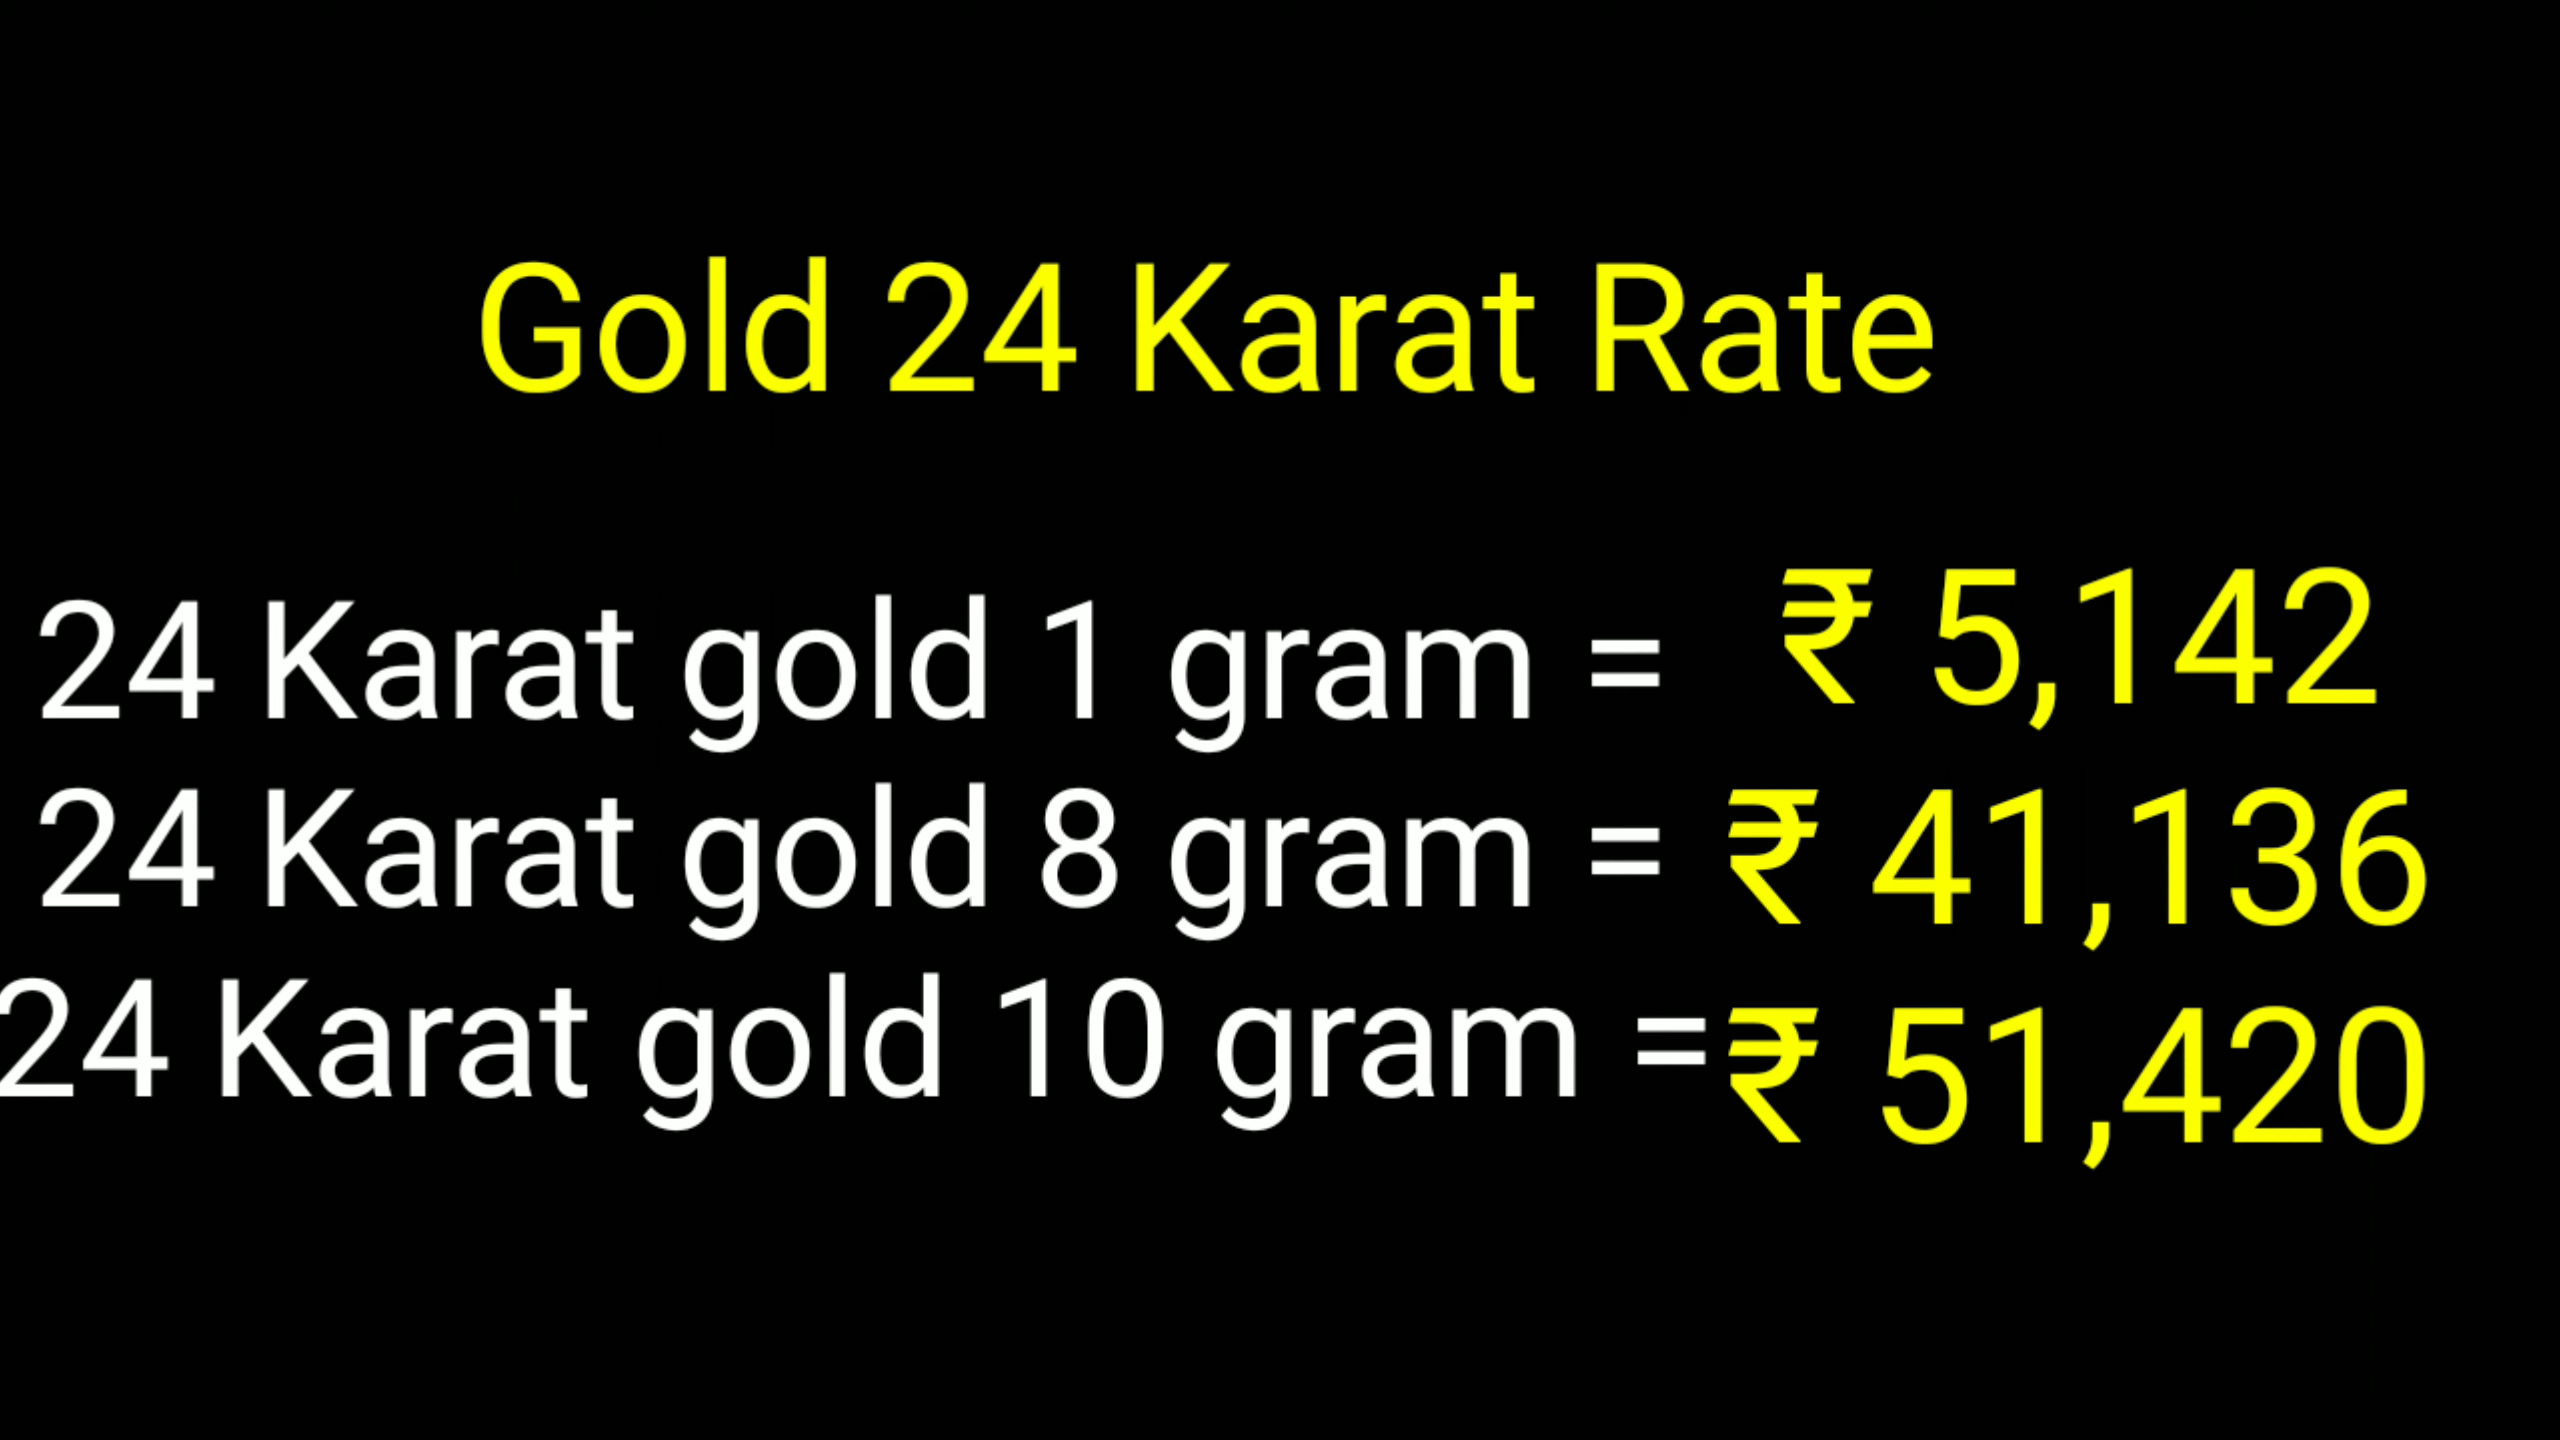 Gold 24 Karat Rate
24 Karat gold 1 gram = ₹ 5,142
24 Karat gold 8 gram = ₹ 41,136
24 Karat gold 10 gram =₹ 51,420